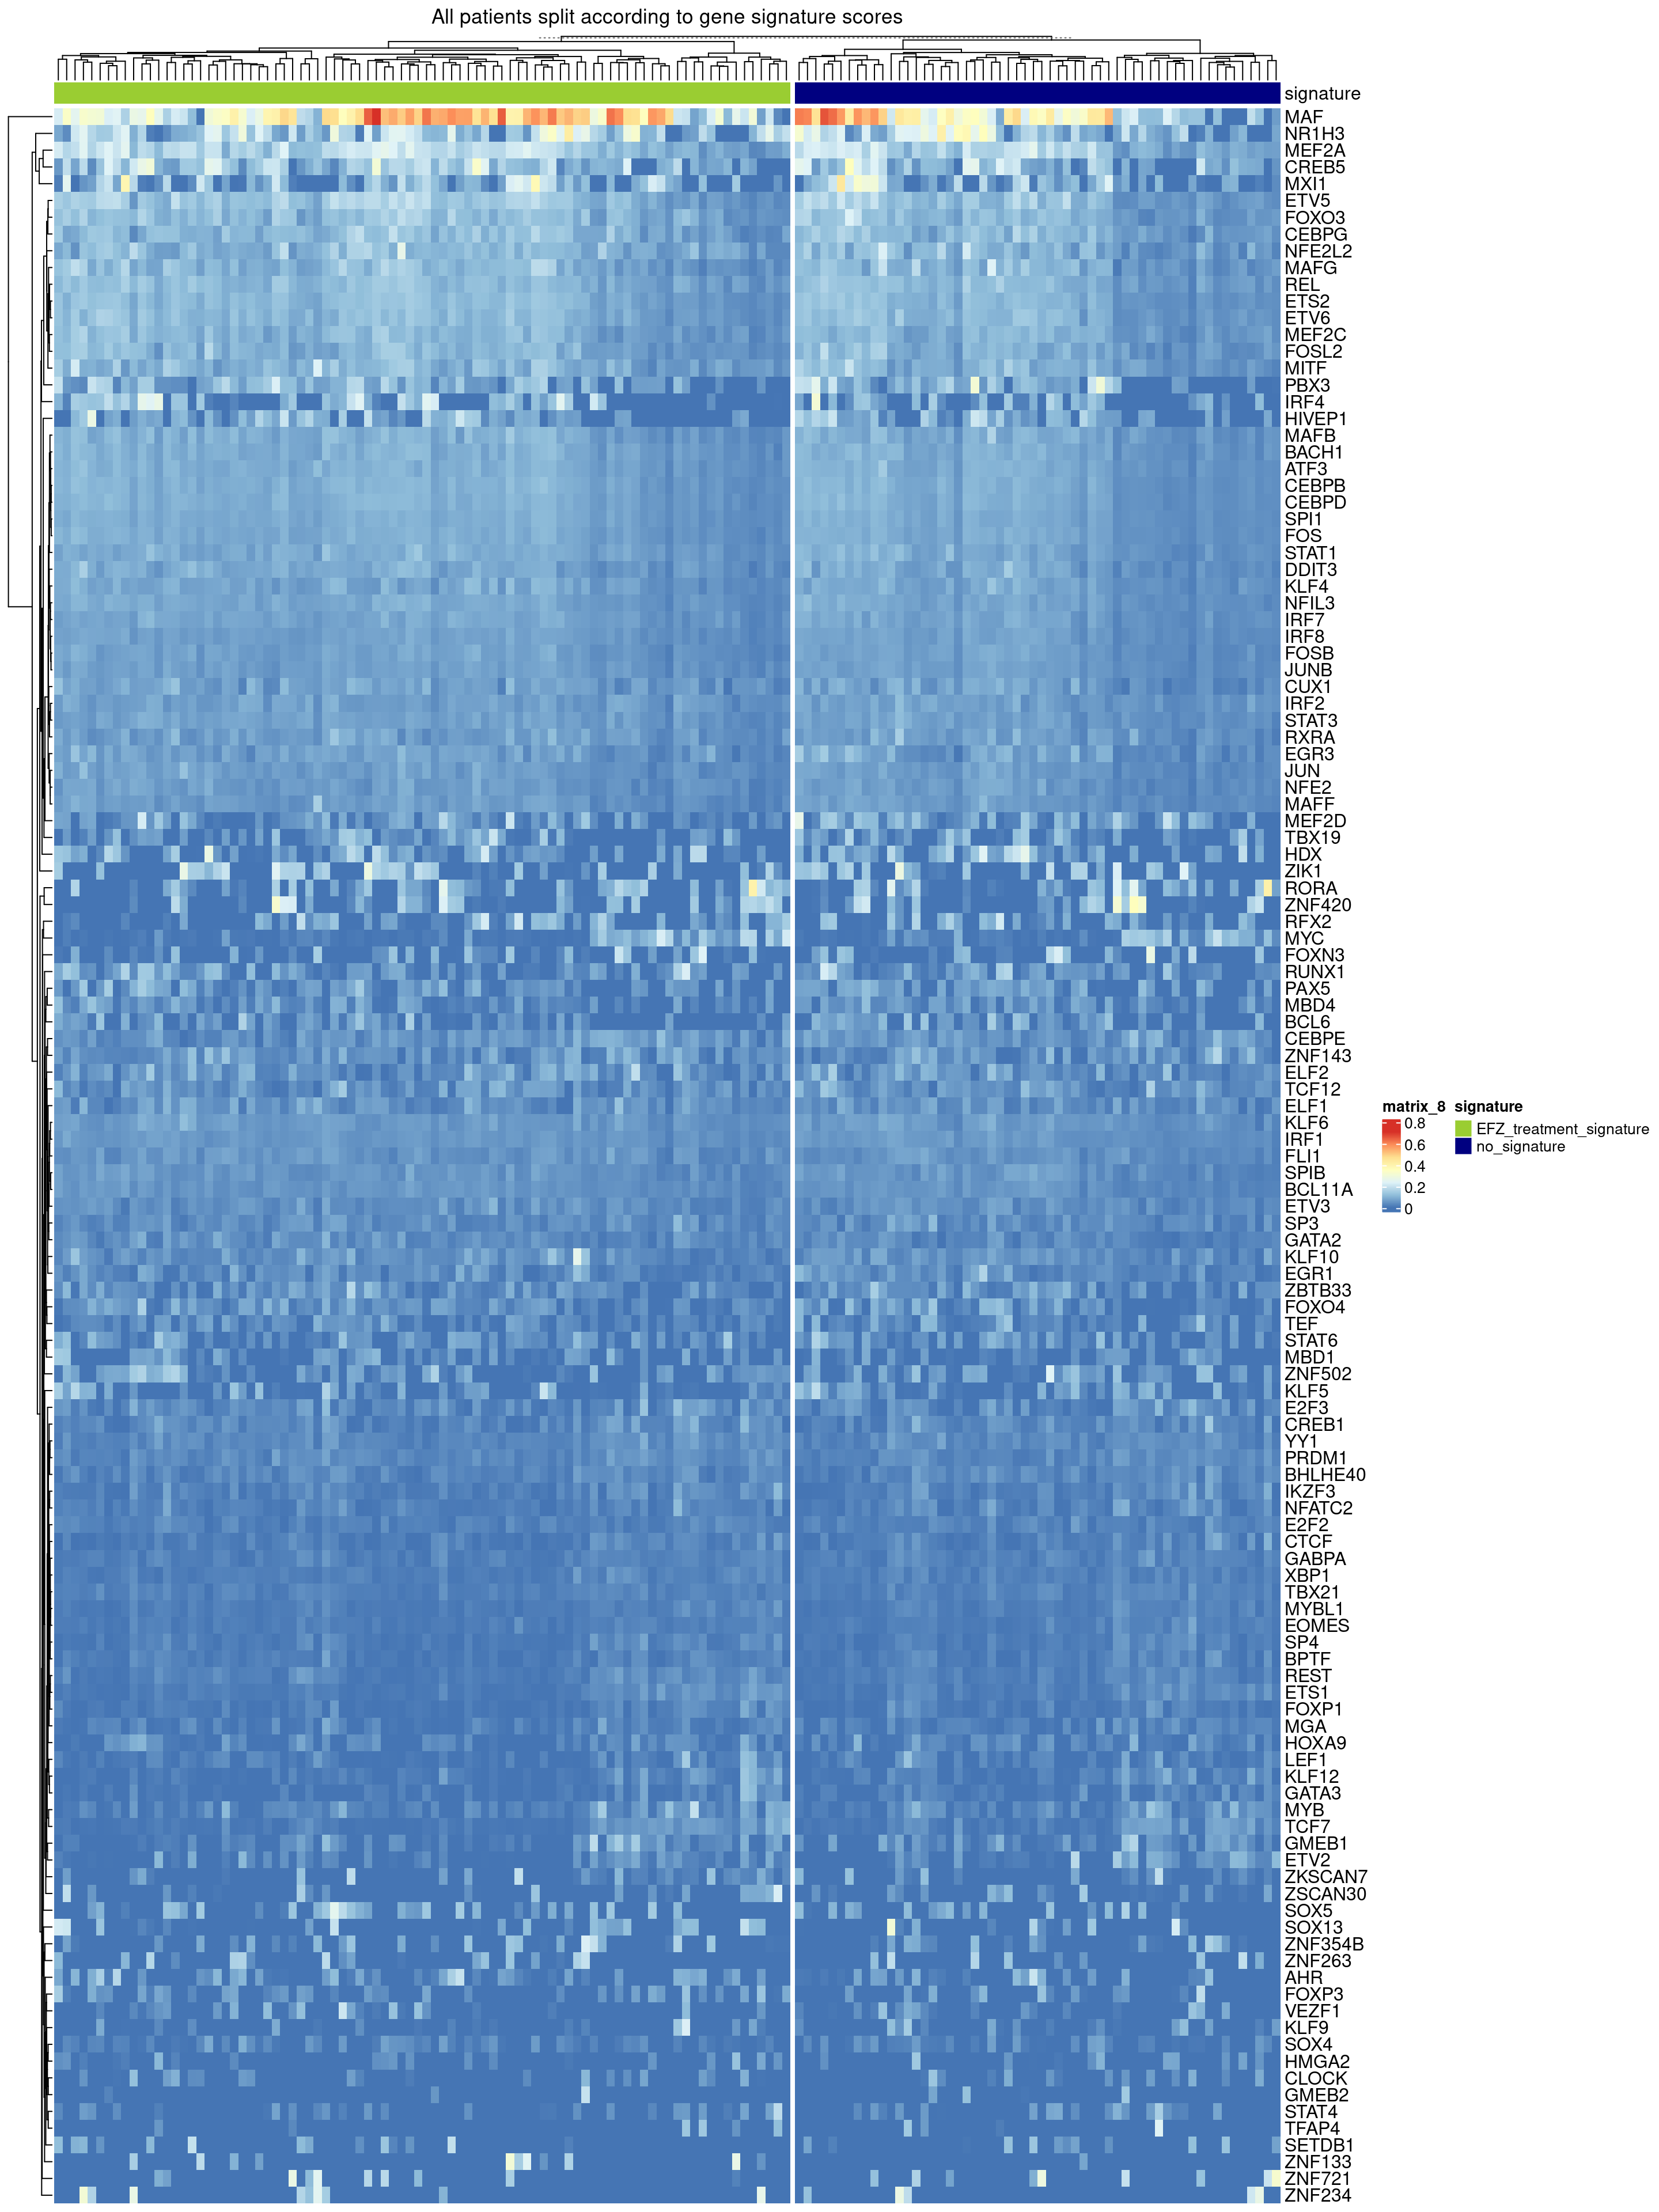 All patients split according to gene signature scores
signature
MAF
NR1H3
MEF2A
CREB5
MXI1
ETV5
FOXO3
CEBPG
NFE2L2
MAFG
REL
ETS2
ETV6
MEF2C
FOSL2
MITF
PBX3
IRF4
HIVEP1
MAFB
BACH1
ATF3
CEBPB
CEBPD
SPI1
FOS
STAT1
DDIT3
KLF4
NFIL3
IRF7
IRF8
FOSB
JUNB
CUX1
IRF2
STAT3
RXRA
EGR3
JUN
NFE2
MAFF
MEF2D
TBX19
HDX
ZIK1
RORA
ZNF420
RFX2
MYC
FOXN3
RUNX1
PAX5
MBD4
BCL6
CEBPE
ZNF143
ELF2
TCF12
ELF1
KLF6
IRF1
FLI1
SPIB
BCL11A
ETV3
SP3
GATA2
KLF10
EGR1
ZBTB33
FOXO4
TEF
STAT6
MBD1
ZNF502
KLF5
E2F3
CREB1
YY1
PRDM1
BHLHE40
IKZF3
NFATC2
E2F2
CTCF
GABPA
XBP1
TBX21
MYBL1
EOMES
SP4
BPTF
REST
ETS1
FOXP1
MGA
HOXA9
LEF1
KLF12
GATA3
MYB
TCF7
GMEB1
ETV2
ZKSCAN7
ZSCAN30
SOX5
SOX13
ZNF354B
ZNF263
AHR
FOXP3
VEZF1
KLF9
SOX4
HMGA2
CLOCK
GMEB2
STAT4
TFAP4
SETDB1
ZNF133
ZNF721
ZNF234
matrix_8
0.8
0.6
0.4
0.2
0
signature
EFZ_treatment_signature
no_signature